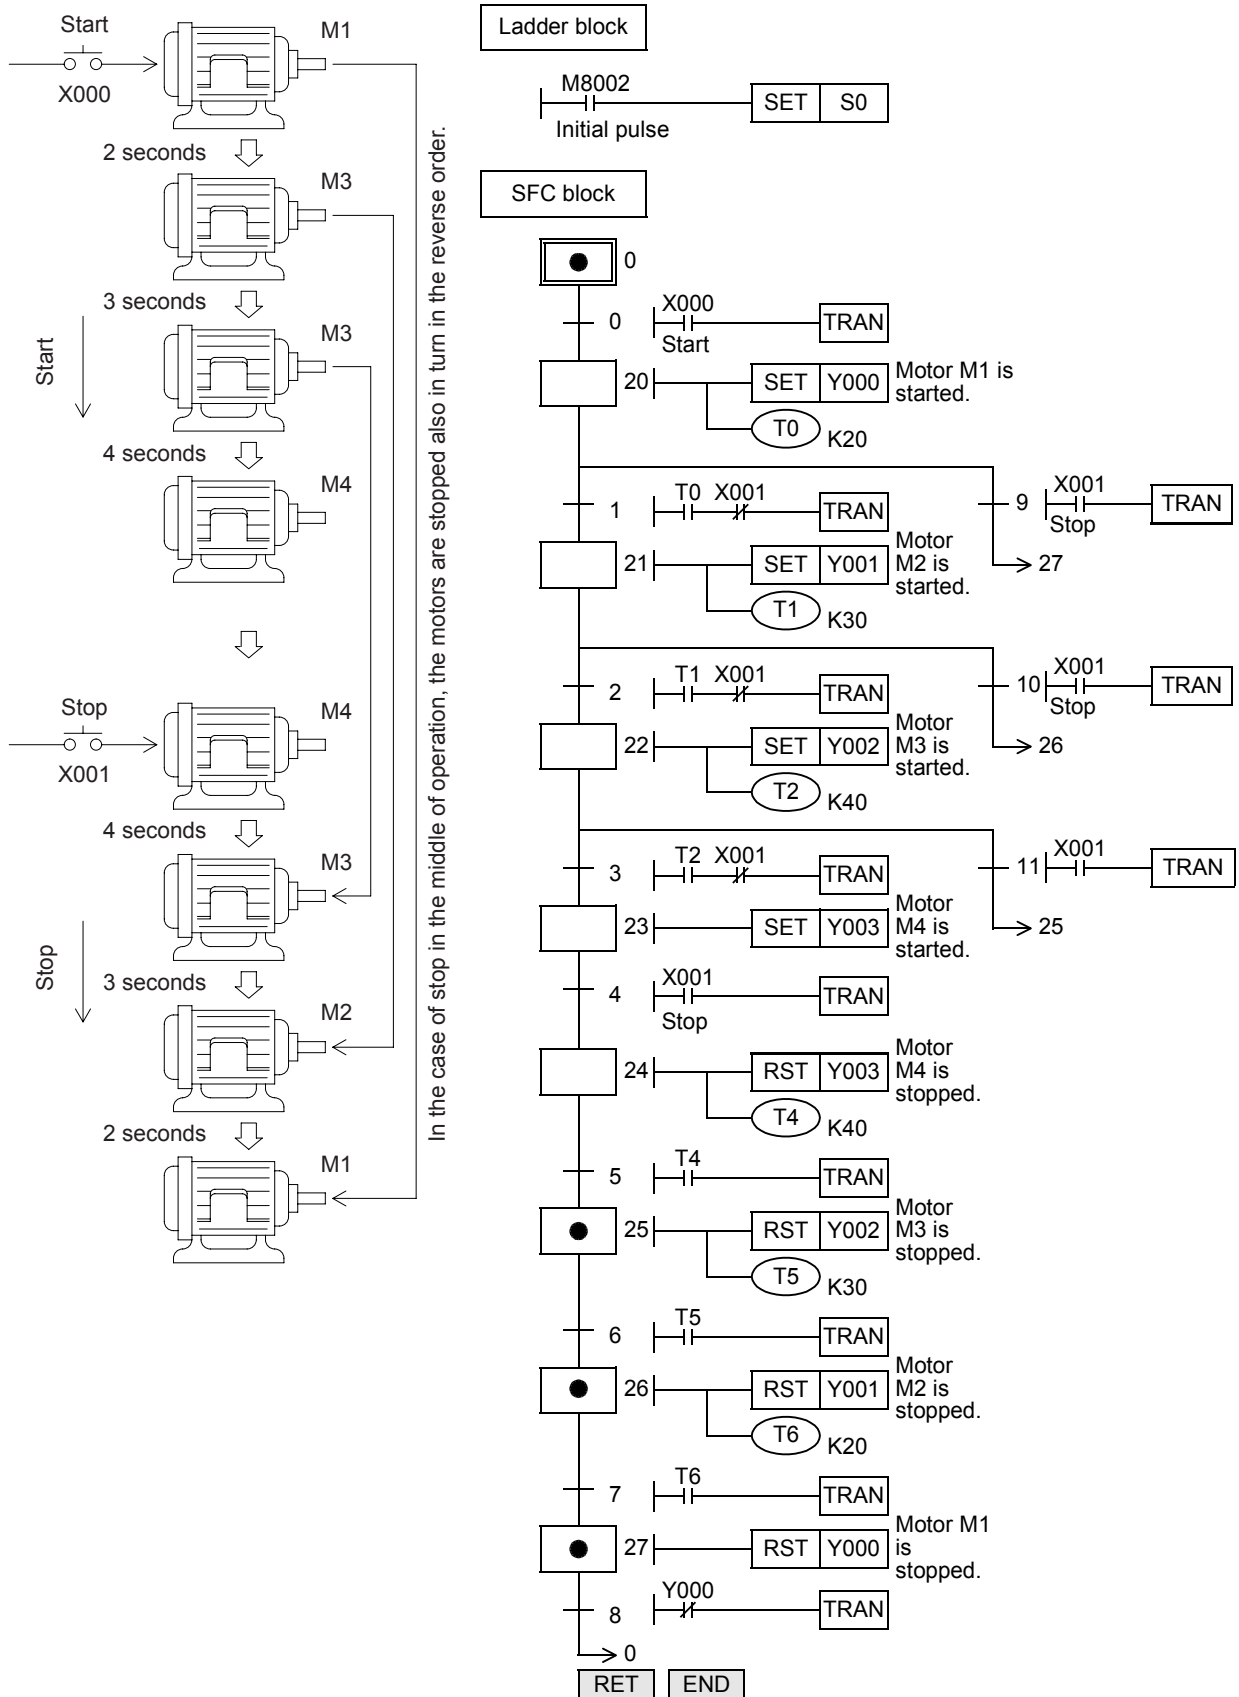 Start
X000
M1
2 seconds
M3
3 seconds
M3
Start
4 seconds
M4
Stop
X001
M4
4 seconds
M3
Stop
3 seconds
M2
2 seconds
M1
In the case of stop in the middle of operation, the motors are stopped also in turn in the reverse order.
Ladder block
M8002
Initial pulse
SET S0
SFC block
0
0 X000 TRAN
Start
20 SET Y000 Motor M1 is
started.
T0 K20
1 T0 X001 TRAN
9 X001 TRAN
Stop
27
21 SET Y001 Motor
M2 is
started.
T1 K30
2 T1 X001 TRAN
10 X001 TRAN
Stop
26
22 SET Y002 Motor
M3 is
started.
T2 K40
3 T2 X001 TRAN
11 X001 TRAN
25
23 SET Y003 Motor
M4 is
started.
4 X001 TRAN
Stop
24 RST Y003 Motor
M4 is
stopped.
T4 K40
5 T4 TRAN
25 RST Y002 Motor
M3 is
stopped.
T5 K30
6 T5 TRAN
26 RST Y001 Motor
M2 is
stopped.
T6 K20
7 T6 TRAN
27 RST Y000 Motor M1
is
stopped.
8 Y000 TRAN
0
RET END